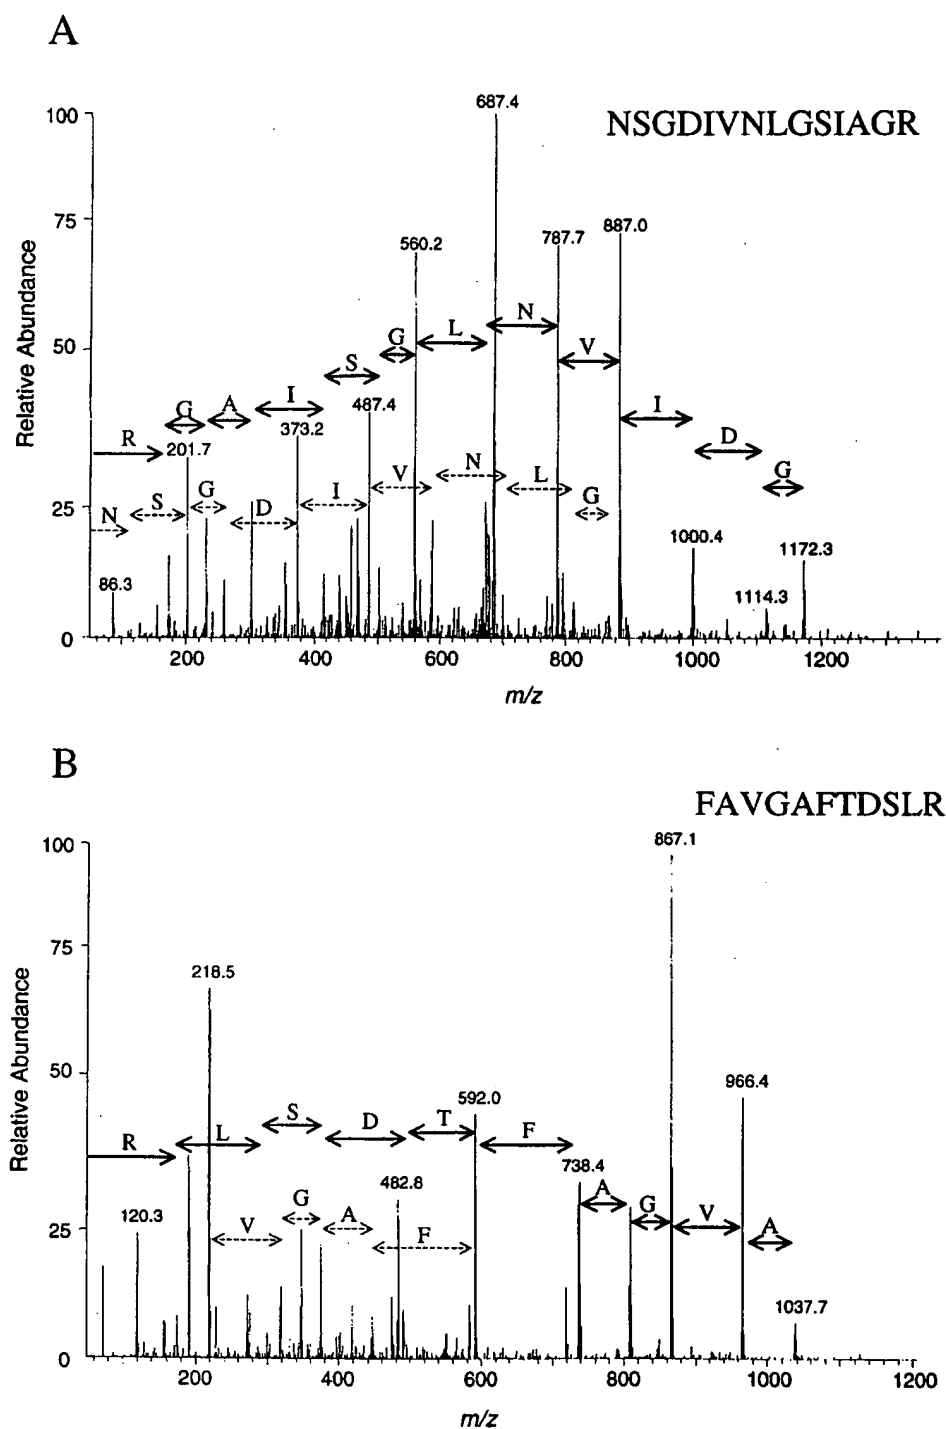 A
NSGDIVNLGSIAGR
687.4
100
75
50
25
0
Relative Abundance
560.2
787.7
887.0
R
G
A
I
S
G
L
N
V
I
D
G
201.7
373.2
487.4
N
S
G
D
I
V
N
L
G
86.3
1000.4
1114.3
1172.3
200
400
600
800
1000
1200
m/z
B
FAVGAFTDSLR
867.1
100
75
50
25
0
Relative Abundance
218.5
592.0
966.4
R
L
S
D
T
F
A
G
V
A
738.4
482.8
V
G
A
F
120.3
1037.7
200
400
600
800
1000
1200
m/z